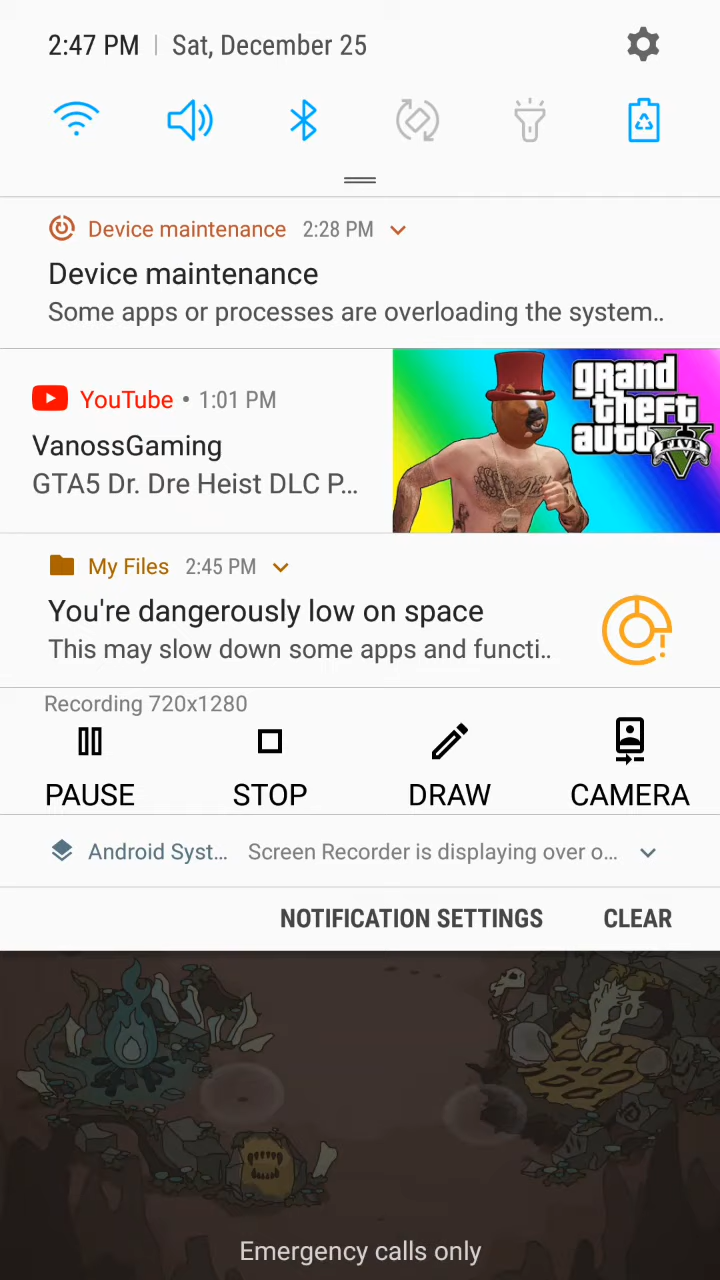 2:47 PM | Sat, December 25
Device maintenance 2:28 PM
Device maintenance
Some apps or processes are overloading the system..
YouTube • 1:01 PM
VanossGaming
GTA5 Dr. Dre Heist DLC P...
grand
theft
auto
FIVE
My Files 2:45 PM
You're dangerously low on space
This may slow down some apps and functi..
Recording 720x1280
PAUSE STOP DRAW CAMERA
Android Syst... Screen Recorder is displaying over o...
NOTIFICATION SETTINGS CLEAR
Emergency calls only